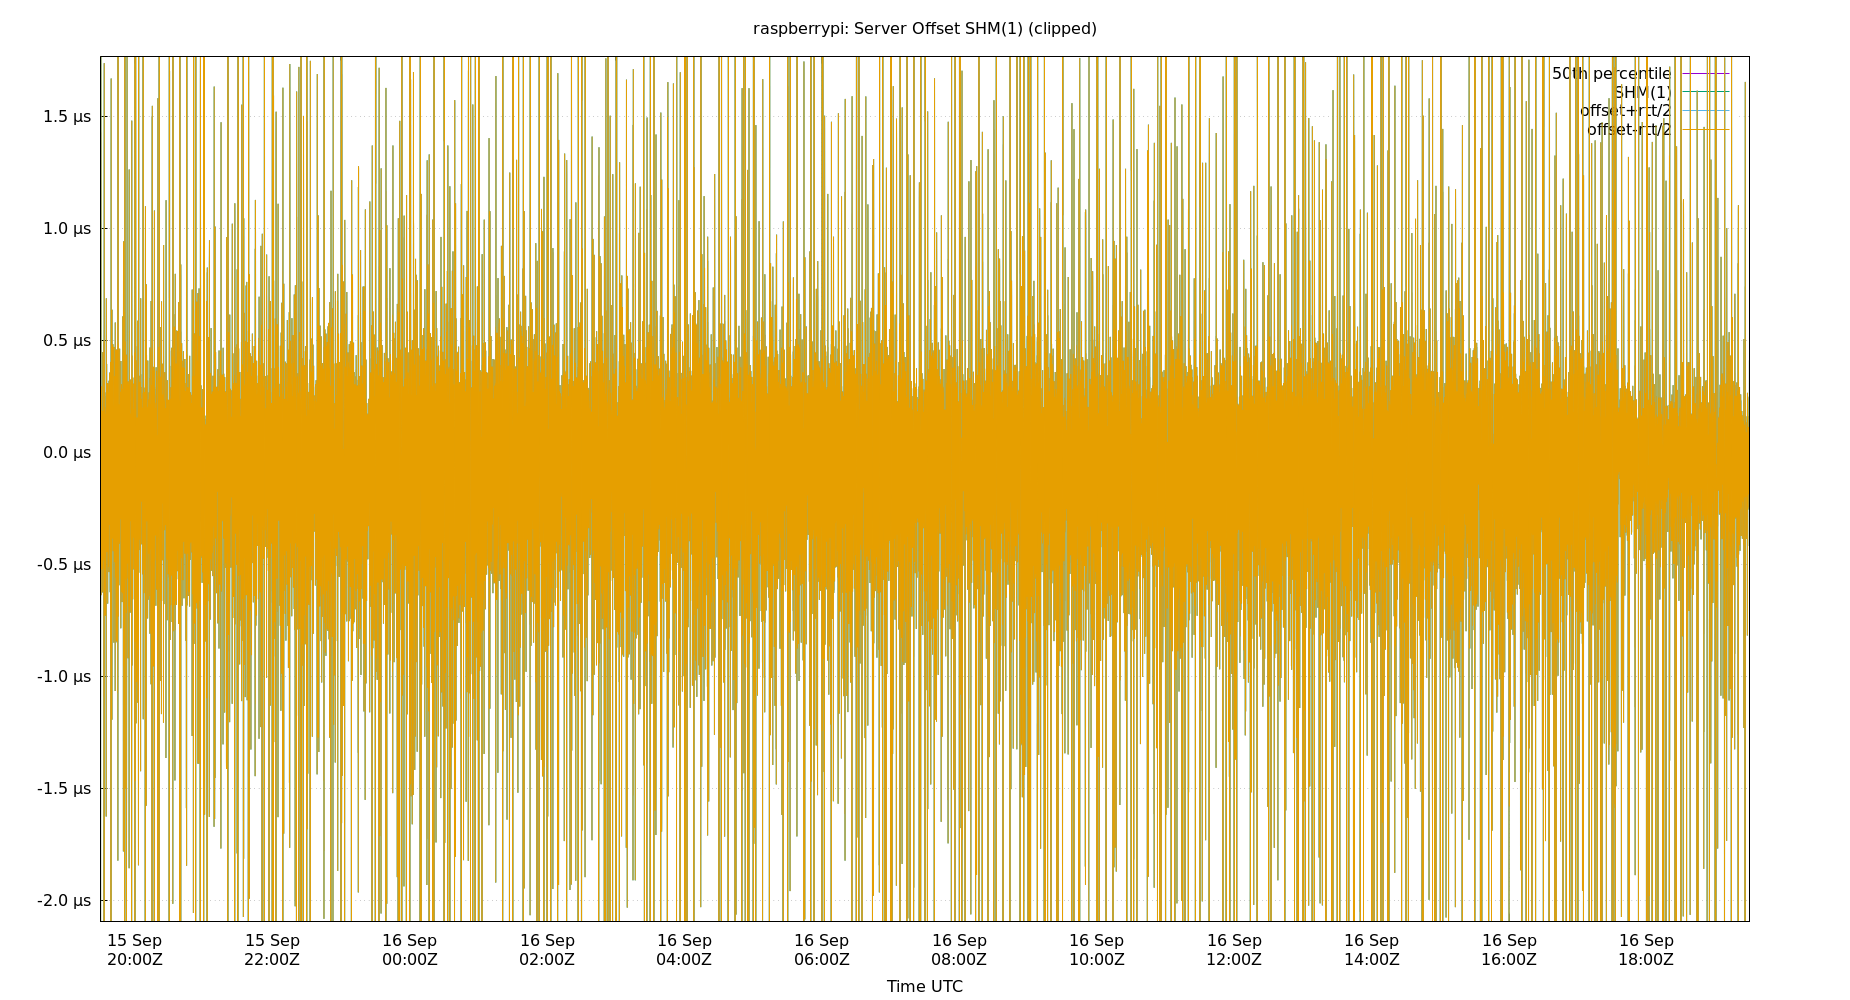 raspberrypi: Server Offset SHM(1) (clipped)
50th percentile
SHM(1)
offset+rtt/2
offset-rtt/2
1.5 µs
1.0 µs
0.5 µs
0.0 µs
-0.5 µs
-1.0 µs
-1.5 µs
-2.0 µs
15 Sep 15 Sep 16 Sep 16 Sep 16 Sep 16 Sep 16 Sep 16 Sep 16 Sep 16 Sep 16 Sep 16 Sep
20:00Z 22:00Z 00:00Z 02:00Z 04:00Z 06:00Z 08:00Z 10:00Z 12:00Z 14:00Z 16:00Z 18:00Z
Time UTC